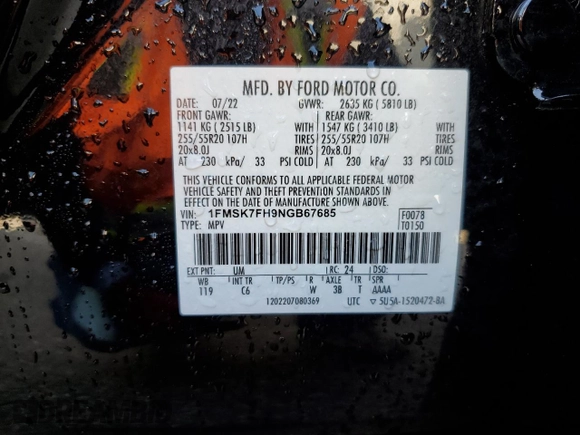 MFD. BY FORD MOTOR CO.
DATE: 07/22 GVWR: 2635 KG ( 5810 LB)
FRONT GAWR: REAR GAWR:
1141 KG ( 2515 LB) WITH 1547 KG ( 3410 LB) WITH
255/55R20 107H TIRES 255/55R20 107H TIRES
20x8.0J RIMS 20x8.0J RIMS
AT 230 kPa/ 33 PSI COLD AT 230 kPa/ 33 PSI COLD
THIS VEHICLE CONFORMS TO ALL APPLICABLE FEDERAL MOTOR
VEHICLE SAFETY AND THEFT PREVENTION STANDARDS IN
EFFECT ON THE DATE OF MANUFACTURE SHOWN ABOVE.
VIN: 1FMSK7FH9NGB67685 F0078
TYPE: MPV T0150
EXT PNT: UM RC: 24 DSO:
WB INT TR TP/PS R AXLE TR SPR
119 C6 W 3B T AAAA
1202207080369 UTC ▽ 5U5A-1520472-BA